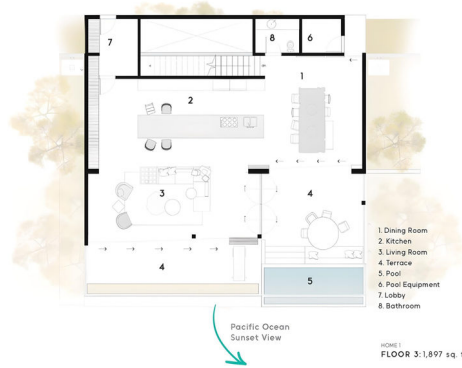 7
8
6
1
2
3
4
4
5
1. Dining Room
2. Kitchen
3. Living Room
4. Terrace
5. Pool
6. Pool Equipment
7. Lobby
8. Bathroom
Pacific Ocean
Sunset View
HOME 1
FLOOR 3: 1,897 sq.